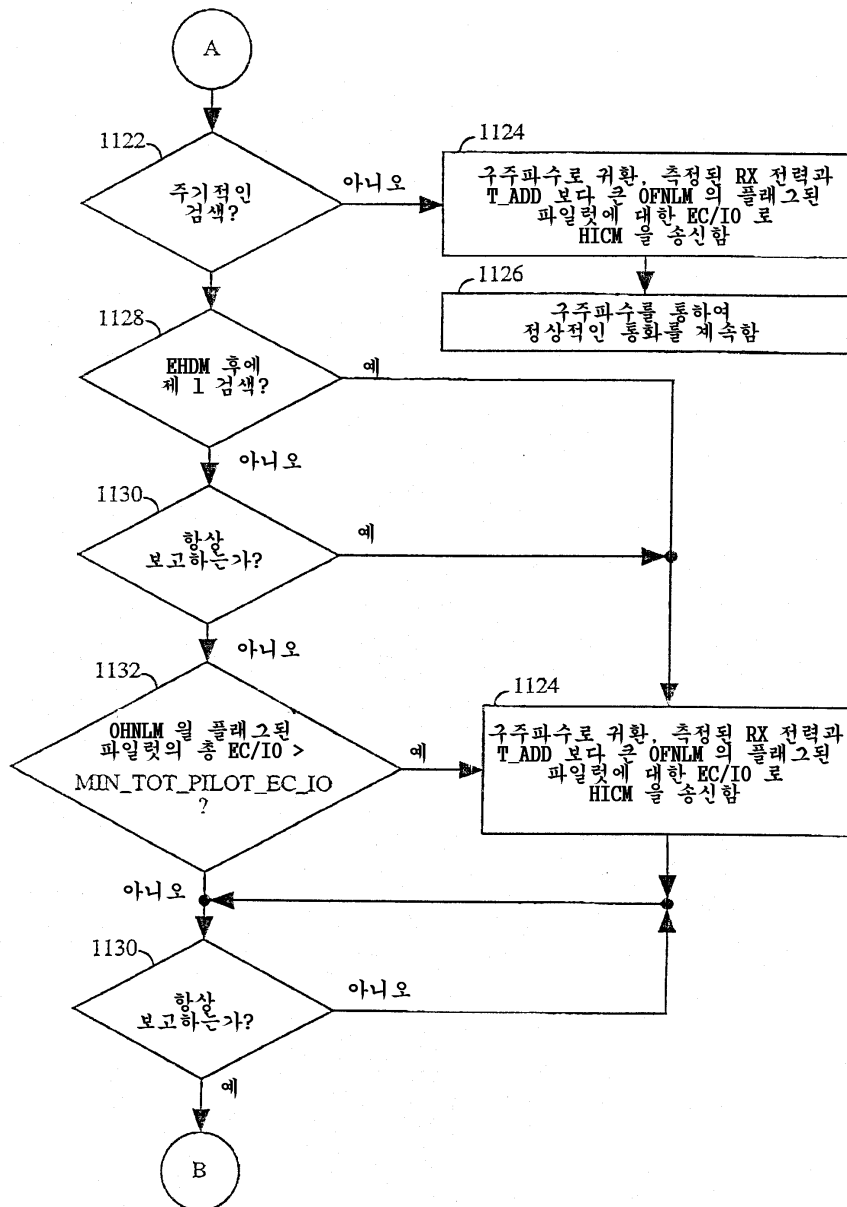 A
1122
주기적인
검색?
아니오
1124
구주파수로 귀환, 측정된 RX 전력과
T_ADD 보다 큰 OFNLM 의 플래그된
파일럿에 대한 EC/IO 로
HICM 을 송신함
1126
구주파수를 통하여
정상적인 통화를 계속함
1128
EHDM 후에
제 1 검색?
예
아니오
1130
항상
보고하는가?
예
아니오
1132
OHNLM 윌 플래그된
파일럿의 총 EC/IO >
MIN_TOT_PILOT_EC_IO
?
예
1124
구주파수로 귀환, 측정된 RX 전력과
T_ADD 보다 큰 OFNLM 의 플래그된
파일럿에 대한 EC/IO 로
HICM 을 송신함
아니오
1130
항상
보고하는가?
아니오
예
B